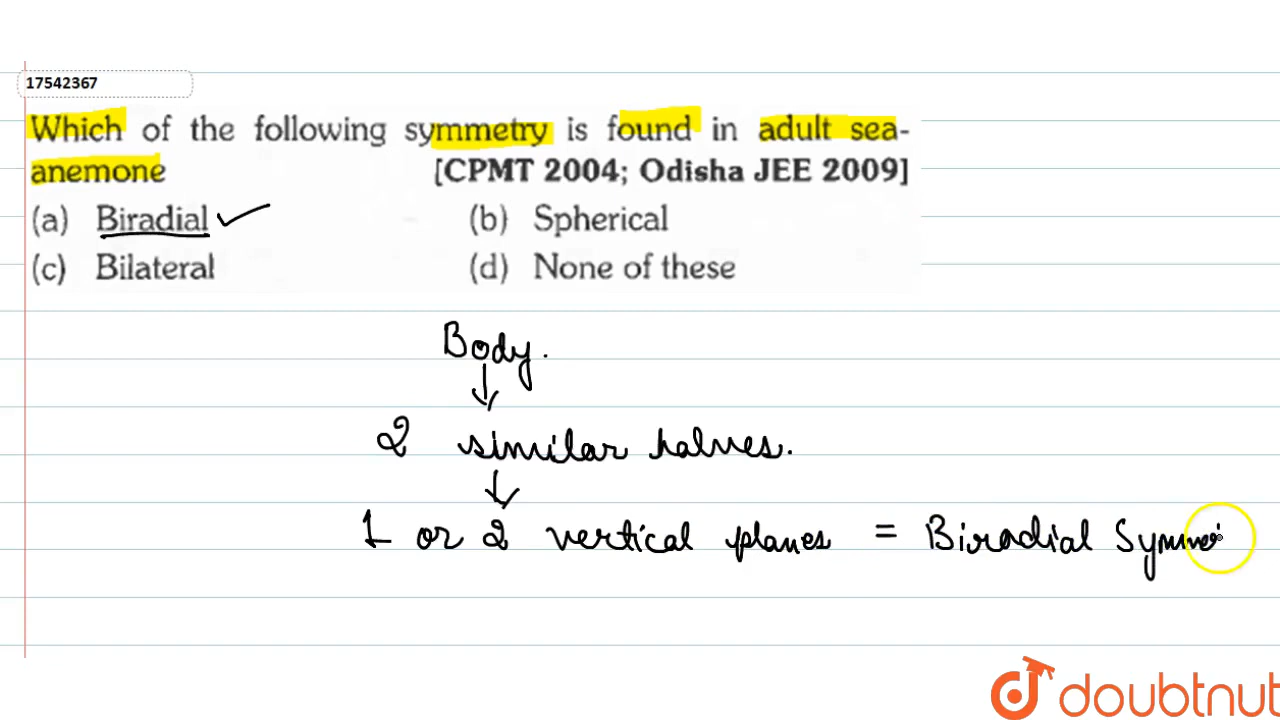 17542367
Which of the following symmetry is found in adult sea-
anemone [CPMT 2004; Odisha JEE 2009]
(a) Biradial (b) Spherical
(c) Bilateral (d) None of these
Body.
2 similar halves.
1 or 2 vertical planes = Biradial
doubtnut